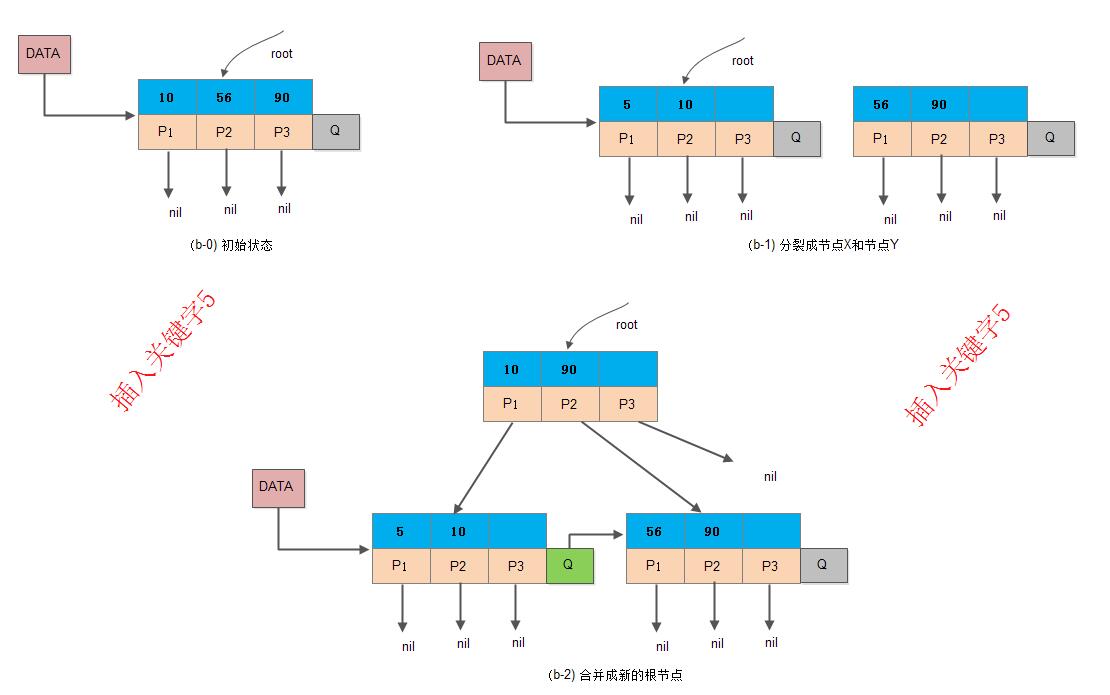 DATA
root
10 56 90
P1 P2 P3 Q
nil nil nil
(b-0) 初始状态
DATA
root
5 10
P1 P2 P3 Q
nil nil nil
56 90
P1 P2 P3 Q
nil nil nil
(b-1) 分裂成节点X和节点Y
插入关键字5
插入关键字5
root
10 90
P1 P2 P3
nil
DATA
5 10
P1 P2 P3 Q
nil nil nil
56 90
P1 P2 P3 Q
nil nil nil
(b-2) 合并成新的根节点